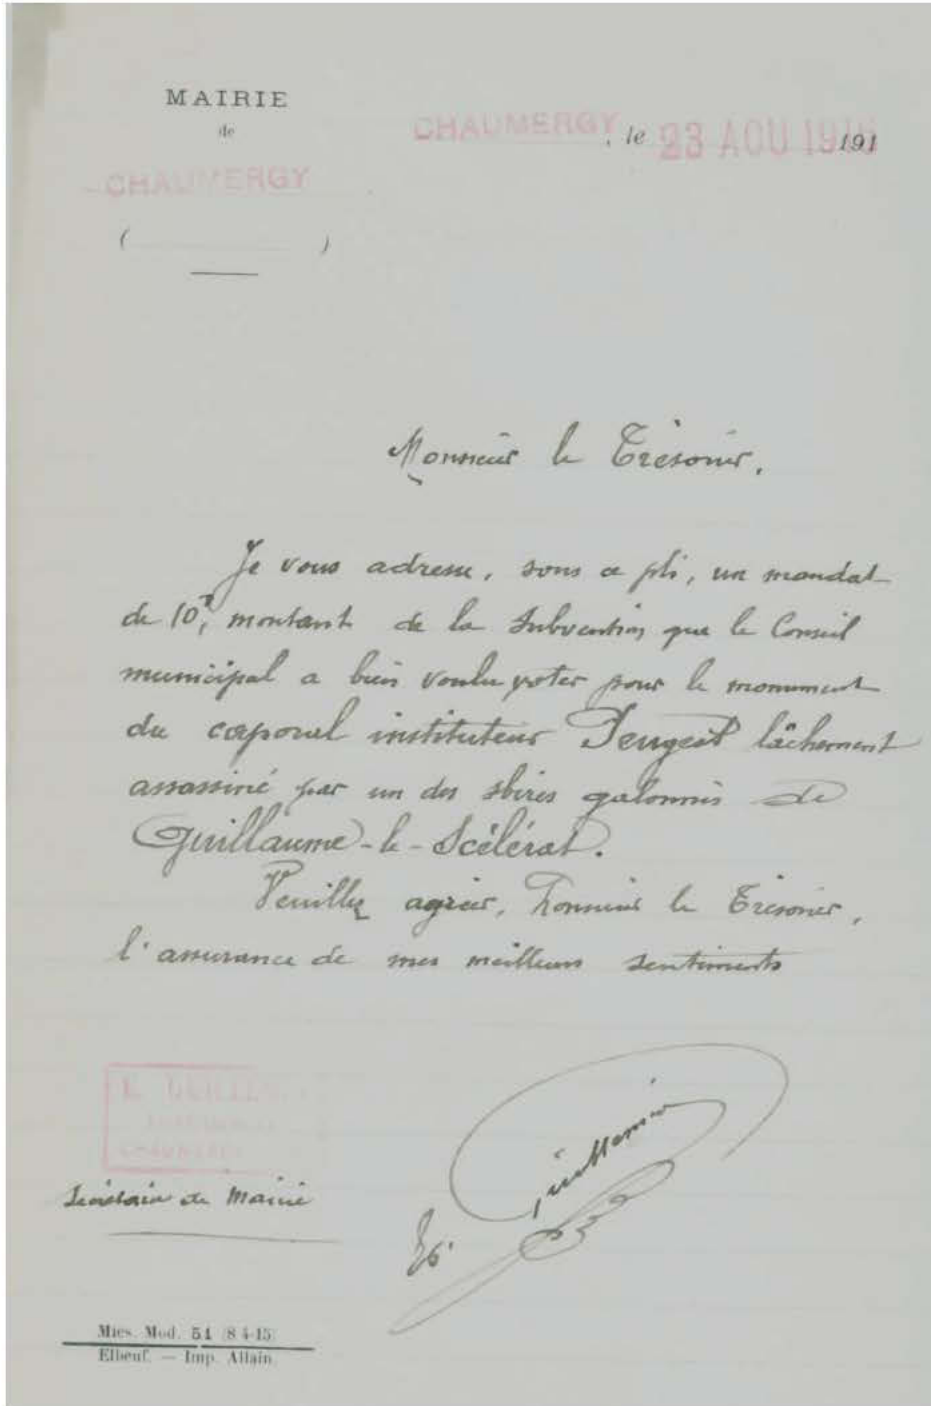 MAIRIE
de
CHAUMERGY
CHAUMERGY, le 23 AOU 1916 191
( )
Monsieur le Trésorier,
Je vous adresse, sous ce pli, un mandat
de 10f, montant de la subvention que le Conseil
municipal a bien voulu voter pour le monument
du caporal instituteur Peugeot lâchement
assassiné par un des sbires galonnés de
Guillaume-le-Scélérat.
Veuillez agréer, Monsieur le Trésorier,
l'assurance de mes meilleurs sentiments
CHAUMERGY
Secrétaire de Mairie
Guillemin
Mies. Mod. 51 (8-4-15)
Elbeuf. — Imp. Allain.